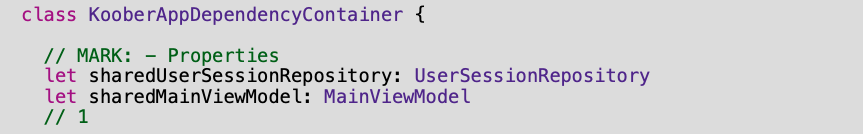 class KooberAppDependencyContainer {
// MARK: - Properties
let sharedUserSessionRepository: UserSessionRepository
let sharedMainViewModel: MainViewModel
// 1